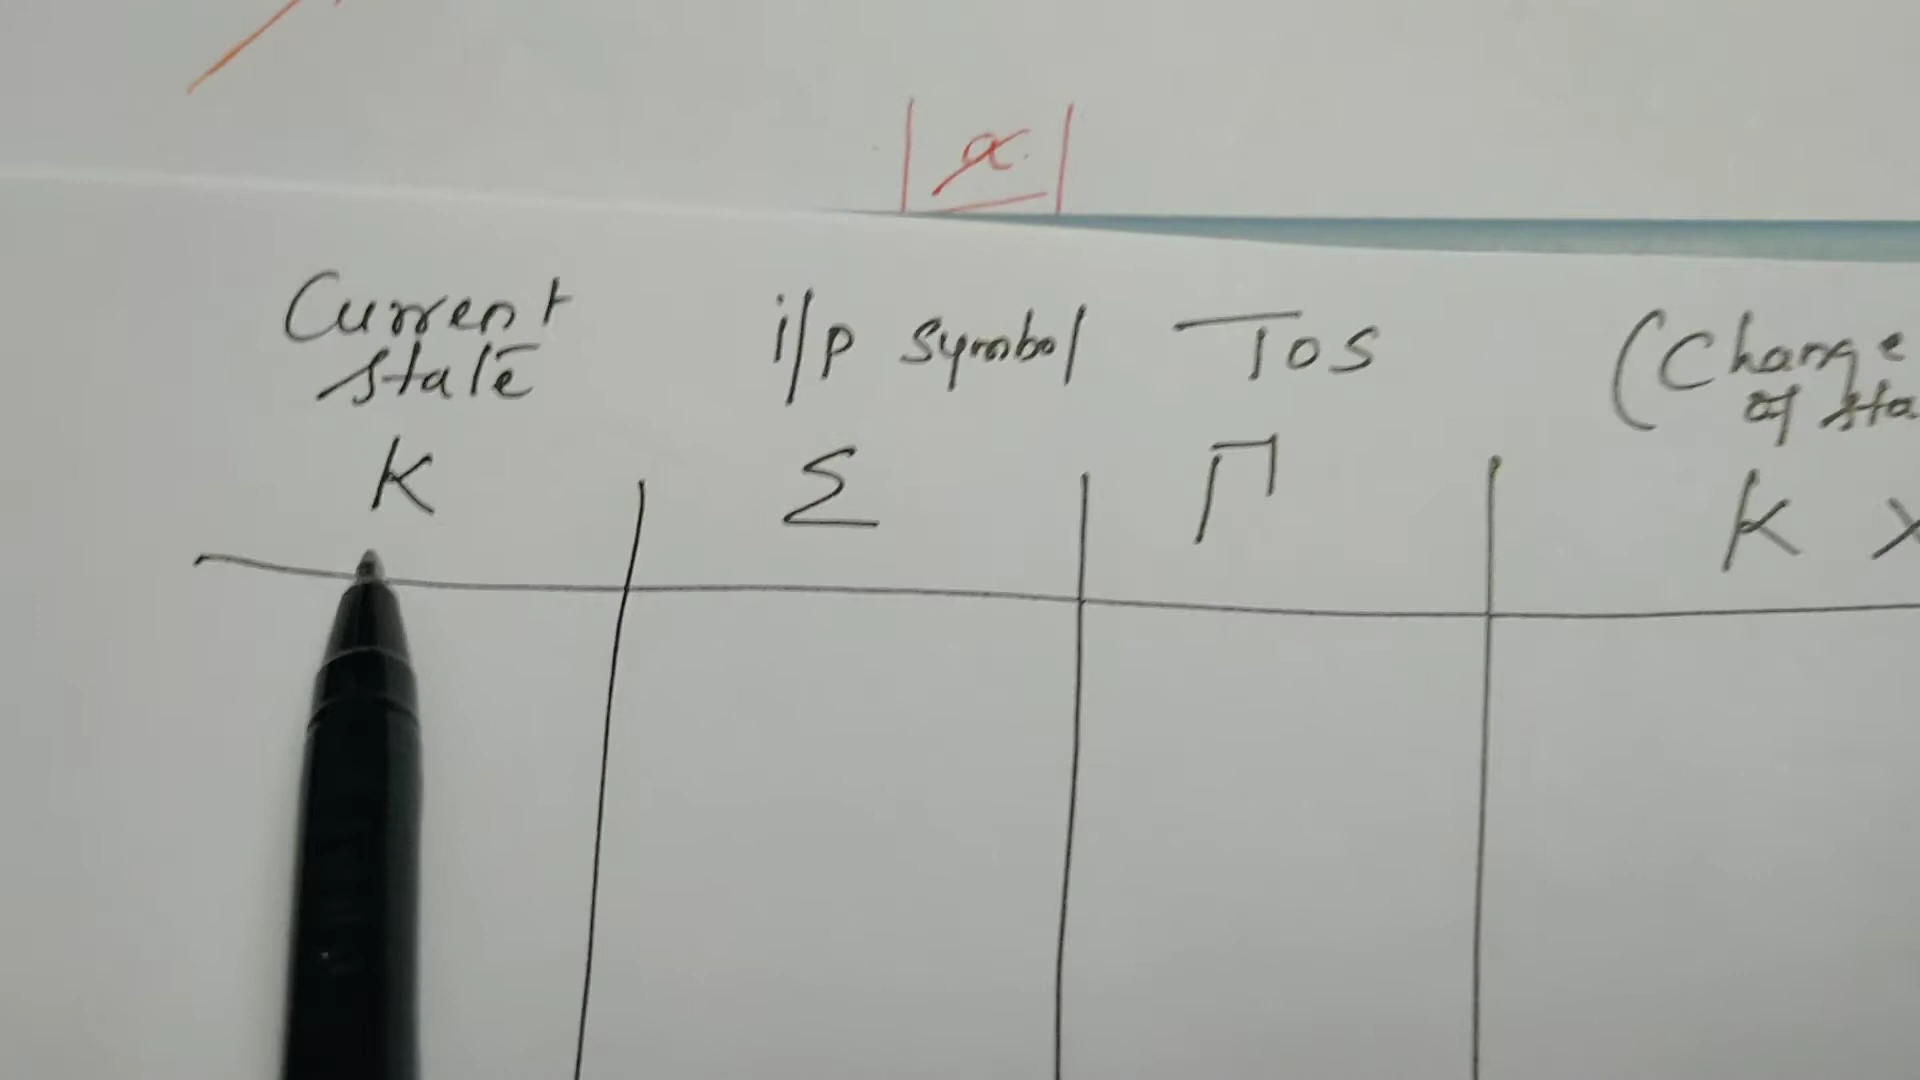 x
Current state
i/p symbol
TOS
(Change of sta
K
Σ
Γ
K x